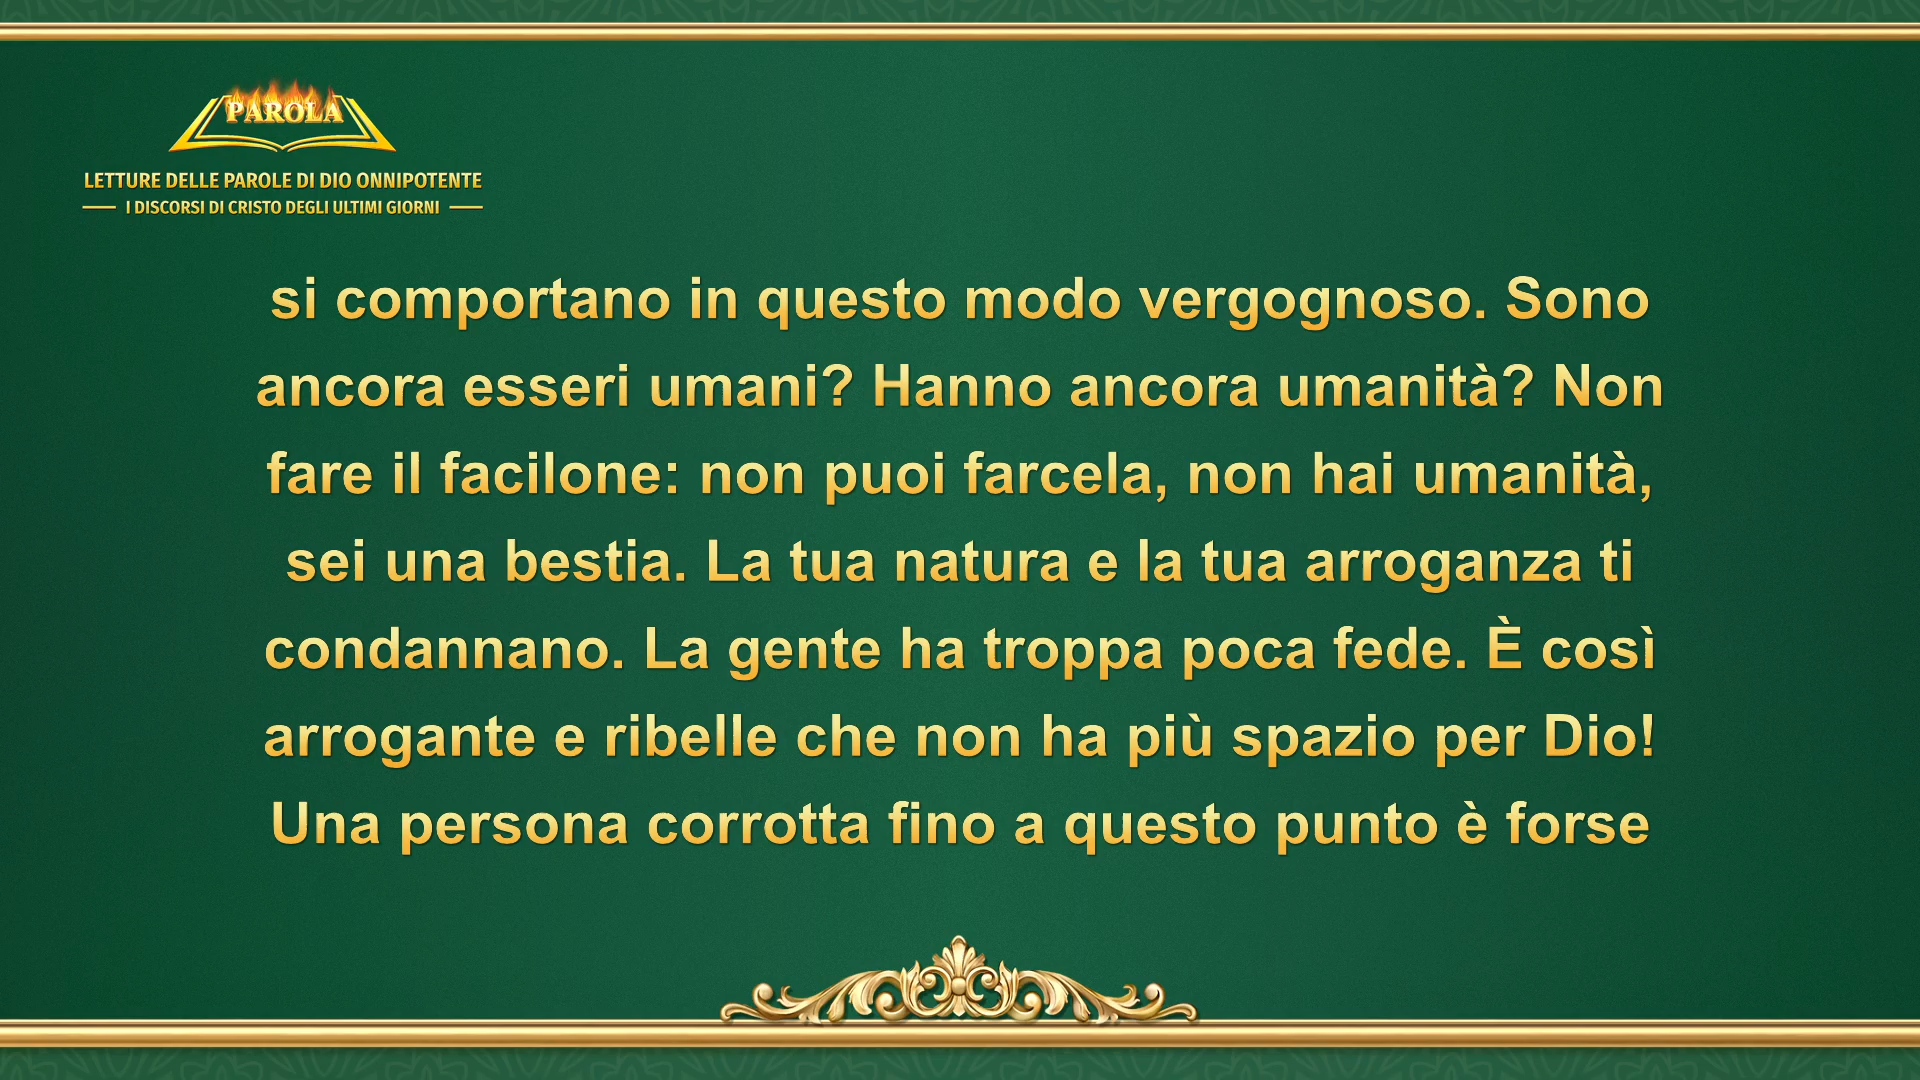 PAROLA
LETTURE DELLE PAROLE DI DIO ONNIPOTENTE
I DISCORSI DI CRISTO DEGLI ULTIMI GIORNI
si comportano in questo modo vergognoso. Sono
ancora esseri umani? Hanno ancora umanità? Non
fare il facilone: non puoi farcela, non hai umanità,
sei una bestia. La tua natura e la tua arroganza ti
condannano. La gente ha troppa poca fede. È così
arrogante e ribelle che non ha più spazio per Dio!
Una persona corrotta fino a questo punto è forse